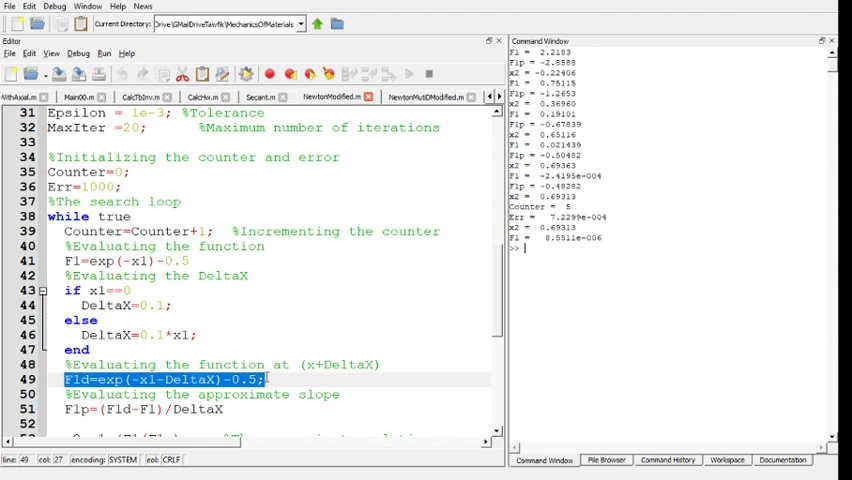 File Edit View Debug Run Help
Editor
31 Epsilon = 1e-3; %Tolerance
32 MaxIter =20; %Maximum number of iterations
33
34 %Initializing the counter and error
35 Counter=0;
36 Err=1000;
37 %The search loop
38 while true
39 Counter=Counter+1; %Incrementing the counter
40 %Evaluating the function
41 F1=exp(-x1)-0.5
42 %Evaluating the DeltaX
43 if x1==0
44 DeltaX=0.1;
45 else
46 DeltaX=0.1*x1;
47 end
48 %Evaluating the function at (x+DeltaX)
49 F1d=exp(-x1-DeltaX)-0.5;
50 %Evaluating the approximate slope
51 F1p=(F1d-F1)/DeltaX
52
line: 49 col: 27 encoding: SYSTEM eol: CRLF
File Edit Debug Window Help News
Current Directory: Drive\GMailDriveTawfik\MechanicsOfMaterials
WithAxial.m Main00.m CalcTbInv.m CalcHw.m Secant.m NewtonModified.m NewtonMutDModified.m
Command Window
F1 = 2.2183
F1p = -2.8588
x2 = -0.22406
F1 = 0.75115
F1p = -1.2653
x2 = 0.36960
F1 = 0.19101
F1p = -0.67839
x2 = 0.65116
F1 = 0.021439
F1p = -0.50482
x2 = 0.69363
F1 = -2.4195e-004
F1p = -0.48282
x2 = 0.69313
Counter = 5
Err = 7.2299e-004
x2 = 0.69313
F1 = 8.5511e-006
>>
Command Window File Browser Command History Workspace Documentation